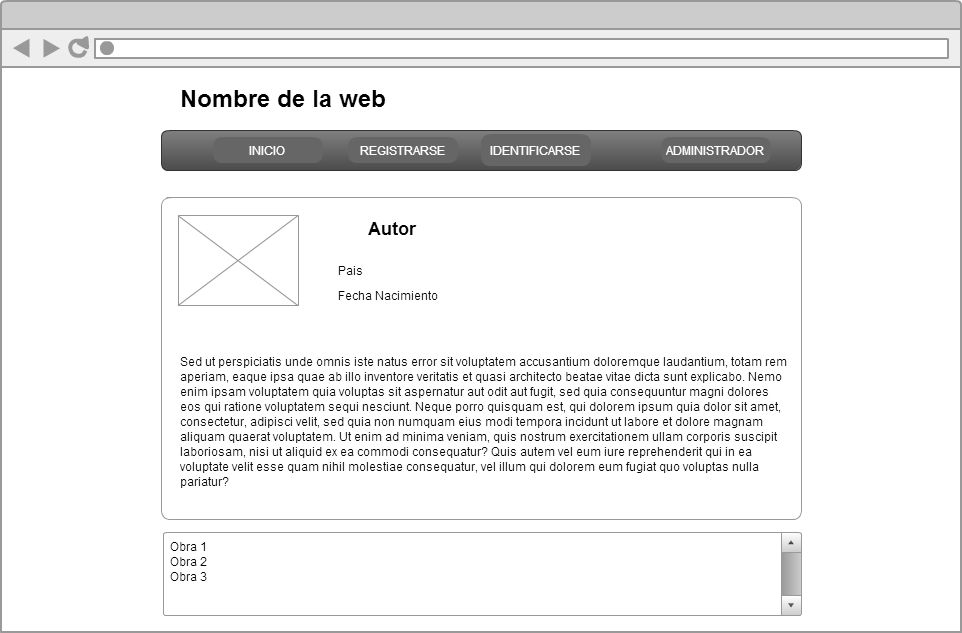 Nombre de la web
INICIO REGISTRARSE IDENTIFICARSE ADMINISTRADOR
Autor
Pais
Fecha Nacimiento
Sed ut perspiciatis unde omnis iste natus error sit voluptatem accusantium doloremque laudantium, totam rem
aperiam, eaque ipsa quae ab illo inventore veritatis et quasi architecto beatae vitae dicta sunt explicabo. Nemo
enim ipsam voluptatem quia voluptas sit aspernatur aut odit aut fugit, sed quia consequuntur magni dolores
eos qui ratione voluptatem sequi nesciunt. Neque porro quisquam est, qui dolorem ipsum quia dolor sit amet,
consectetur, adipisci velit, sed quia non numquam eius modi tempora incidunt ut labore et dolore magnam
aliquam quaerat voluptatem. Ut enim ad minima veniam, quis nostrum exercitationem ullam corporis suscipit
laboriosam, nisi ut aliquid ex ea commodi consequatur? Quis autem vel eum iure reprehenderit qui in ea
voluptate velit esse quam nihil molestiae consequatur, vel illum qui dolorem eum fugiat quo voluptas nulla
pariatur?
Obra 1
Obra 2
Obra 3